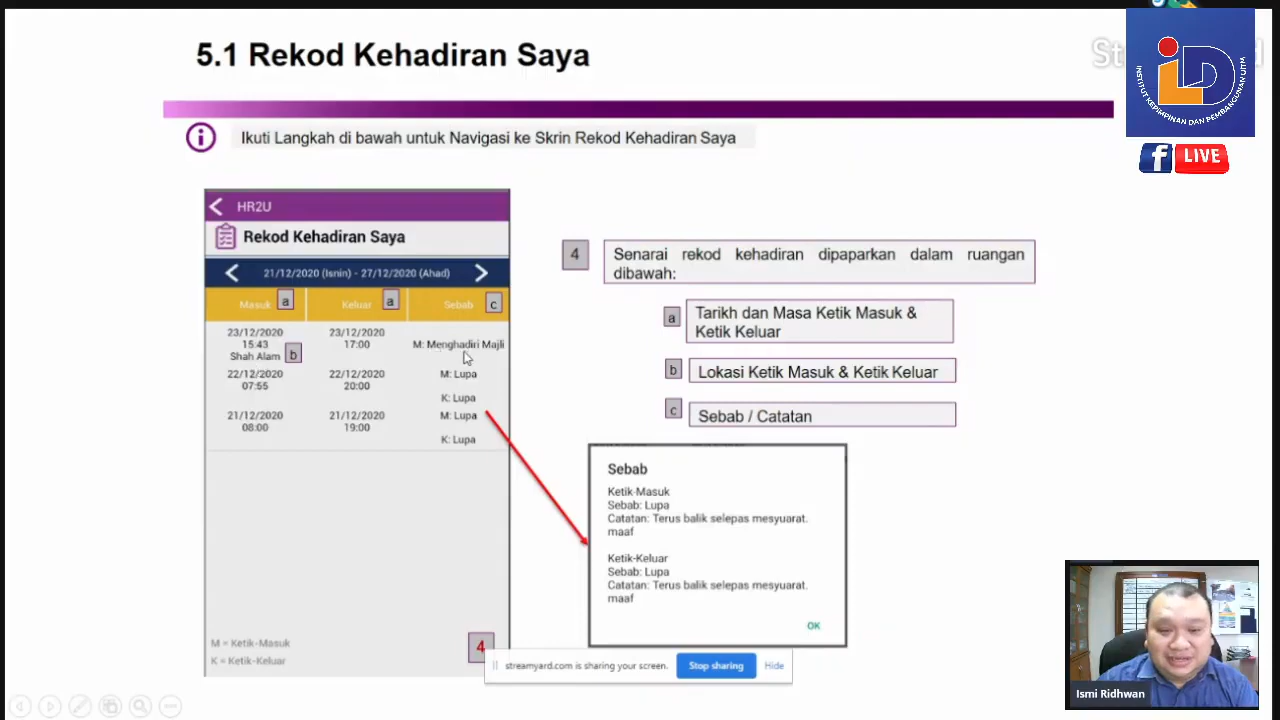 5.1 Rekod Kehadiran Saya
INSTITUT KEPIMPINAN DAN PEMBANGUNAN UITM
f LIVE
Ikuti Langkah di bawah untuk Navigasi ke Skrin Rekod Kehadiran Saya
HR2U
Rekod Kehadiran Saya
21/12/2020 (Isnin) - 27/12/2020 (Ahad)
Masuk a Keluar a Sebab c
23/12/2020 23/12/2020
15:43 17:00 M: Menghadiri Majli
Shah Alam b
22/12/2020 22/12/2020 M: Lupa
07:55 20:00
K: Lupa
21/12/2020 21/12/2020 M: Lupa
08:00 19:00
K: Lupa
M = Ketik-Masuk
K = Ketik-Keluar
4
4 Senarai rekod kehadiran dipaparkan dalam ruangan
dibawah:
a Tarikh dan Masa Ketik Masuk &
Ketik Keluar
b Lokasi Ketik Masuk & Ketik Keluar
c Sebab / Catatan
Sebab
Ketik-Masuk
Sebab: Lupa
Catatan: Terus balik selepas mesyuarat.
maaf
Ketik-Keluar
Sebab: Lupa
Catatan: Terus balik selepas mesyuarat.
maaf
OK
streamyard.com is sharing your screen. Stop sharing Hide
Ismi Ridhwan